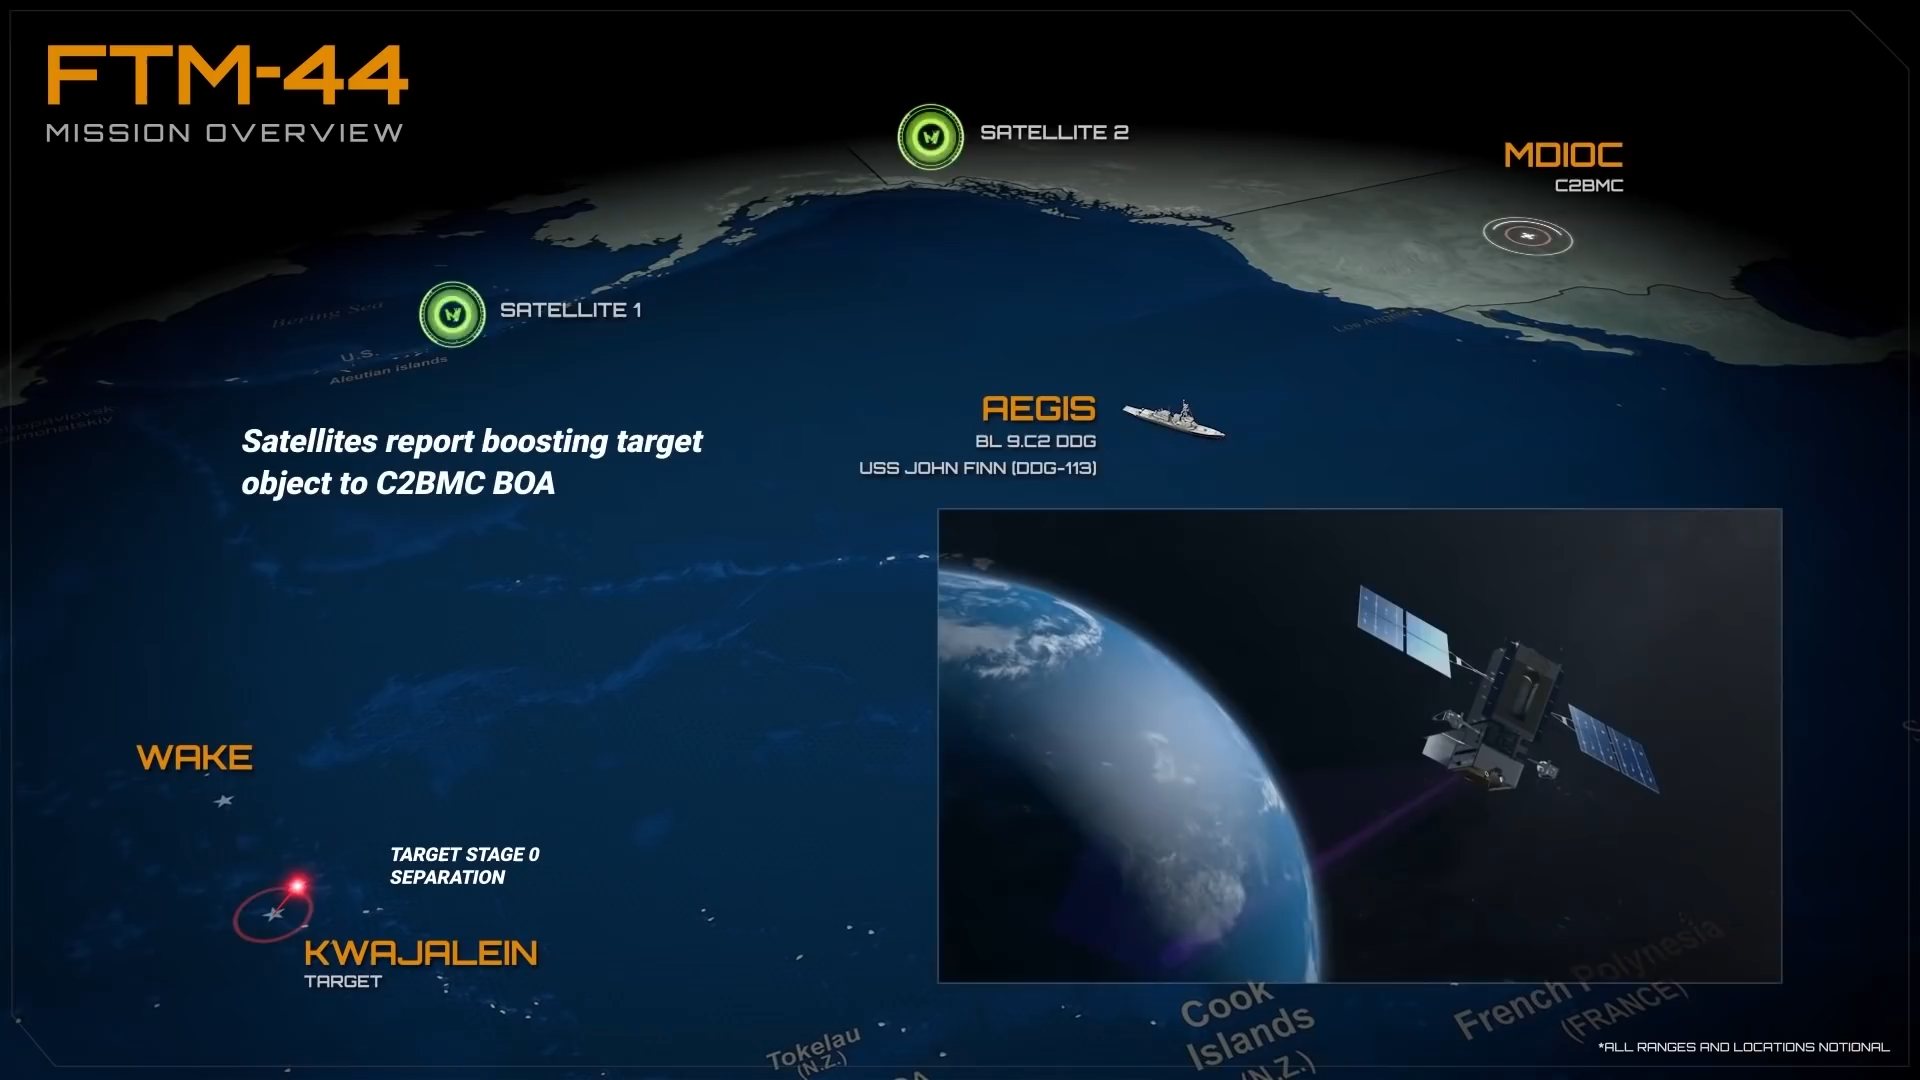 FTM-44
MISSION OVERVIEW
SATELLITE 2
MDIOC
C2BMC
SATELLITE 1
Bering Sea
U.S.
Aleutian islands
Los Angeles
AEGIS
BL 9.C2 DDG
USS JOHN FINN (DDG-113)
Satellites report boosting target
object to C2BMC BOA
WAKE
TARGET STAGE 0
SEPARATION
KWAJALEIN
TARGET
Cook
Islands
(N.Z.)
French Polynesia
(FRANCE)
Tokelau
(N.Z.)
*ALL RANGES AND LOCATIONS NOTIONAL